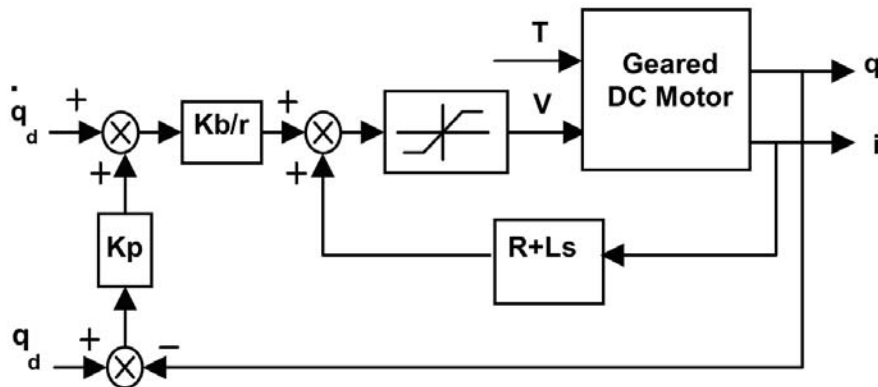 T
Geared
DC Motor
q
q̇
d
+
+
Kb/r
+
+
V
i
Kp
R+Ls
q
d
+
−